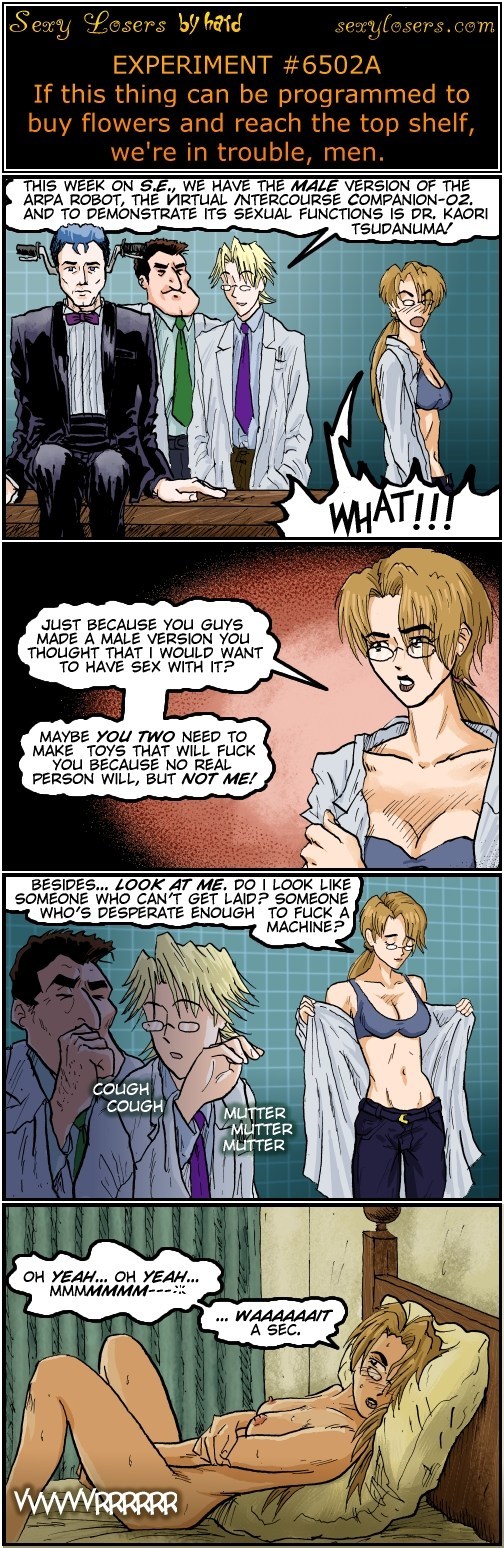 Sexy Losers by hard
sexylosers.com
EXPERIMENT #6502A
If this thing can be programmed to
buy flowers and reach the top shelf,
we're in trouble, men.
THIS WEEK ON S.E., WE HAVE THE MALE VERSION OF THE
ARPA ROBOT, THE VIRTUAL INTERCOURSE COMPANION-OZ.
AND TO DEMONSTRATE ITS SEXUAL FUNCTIONS IS DR. KAORI
TSUDANUMA!
WHAT!!!
JUST BECAUSE YOU GUYS
MADE A MALE VERSION YOU
THOUGHT THAT I WOULD WANT
TO HAVE SEX WITH IT?
MAYBE YOU TWO NEED TO
MAKE TOYS THAT WILL FUCK
YOU BECAUSE NO REAL
PERSON WILL, BUT NOT ME!
BESIDES... LOOK AT ME. DO I LOOK LIKE
SOMEONE WHO CAN'T GET LAID? SOMEONE
WHO'S DESPERATE ENOUGH TO FUCK A
MACHINE?
COUGH
COUGH
MUTTER
MUTTER
MUTTER
OH YEAH... OH YEAH...
MMMMMMMM----
... WAAAAAAIT
A SEC.
VVVVVVRRRRRR